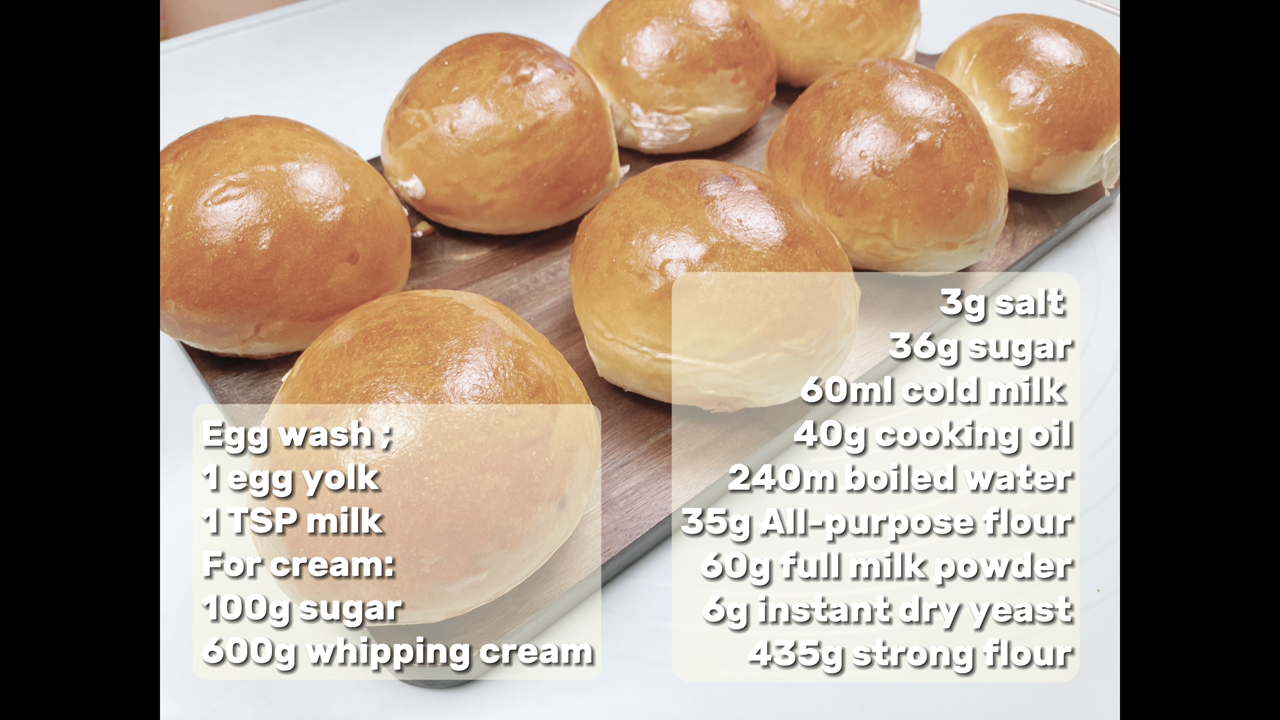 Egg wash ;
1 egg yolk
1 TSP milk
For cream:
100g sugar
600g whipping cream
3g salt
36g sugar
60ml cold milk
40g cooking oil
240m boiled water
35g All-purpose flour
60g full milk powder
6g instant dry yeast
435g strong flour